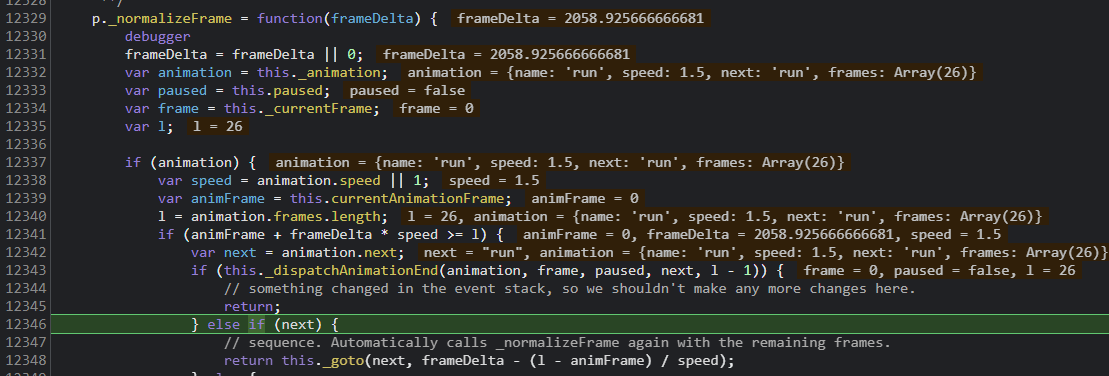 12328 **/
12329 p._normalizeFrame = function(frameDelta) { frameDelta = 2058.925666666681
12330 debugger
12331 frameDelta = frameDelta || 0; frameDelta = 2058.925666666681
12332 var animation = this._animation; animation = {name: 'run', speed: 1.5, next: 'run', frames: Array(26)}
12333 var paused = this.paused; paused = false
12334 var frame = this._currentFrame; frame = 0
12335 var l; l = 26
12336
12337 if (animation) { animation = {name: 'run', speed: 1.5, next: 'run', frames: Array(26)}
12338 var speed = animation.speed || 1; speed = 1.5
12339 var animFrame = this.currentAnimationFrame; animFrame = 0
12340 l = animation.frames.length; l = 26, animation = {name: 'run', speed: 1.5, next: 'run', frames: Array(26)}
12341 if (animFrame + frameDelta * speed >= l) { animFrame = 0, frameDelta = 2058.925666666681, speed = 1.5
12342 var next = animation.next; next = "run", animation = {name: 'run', speed: 1.5, next: 'run', frames: Array(26)}
12343 if (this._dispatchAnimationEnd(animation, frame, paused, next, l - 1)) { frame = 0, paused = false, l = 26
12344 // something changed in the event stack, so we shouldn't make any more changes here.
12345 return;
12346 } else if (next) {
12347 // sequence. Automatically calls _normalizeFrame again with the remaining frames.
12348 return this._goto(next, frameDelta - (l - animFrame) / speed);
12349 } else {